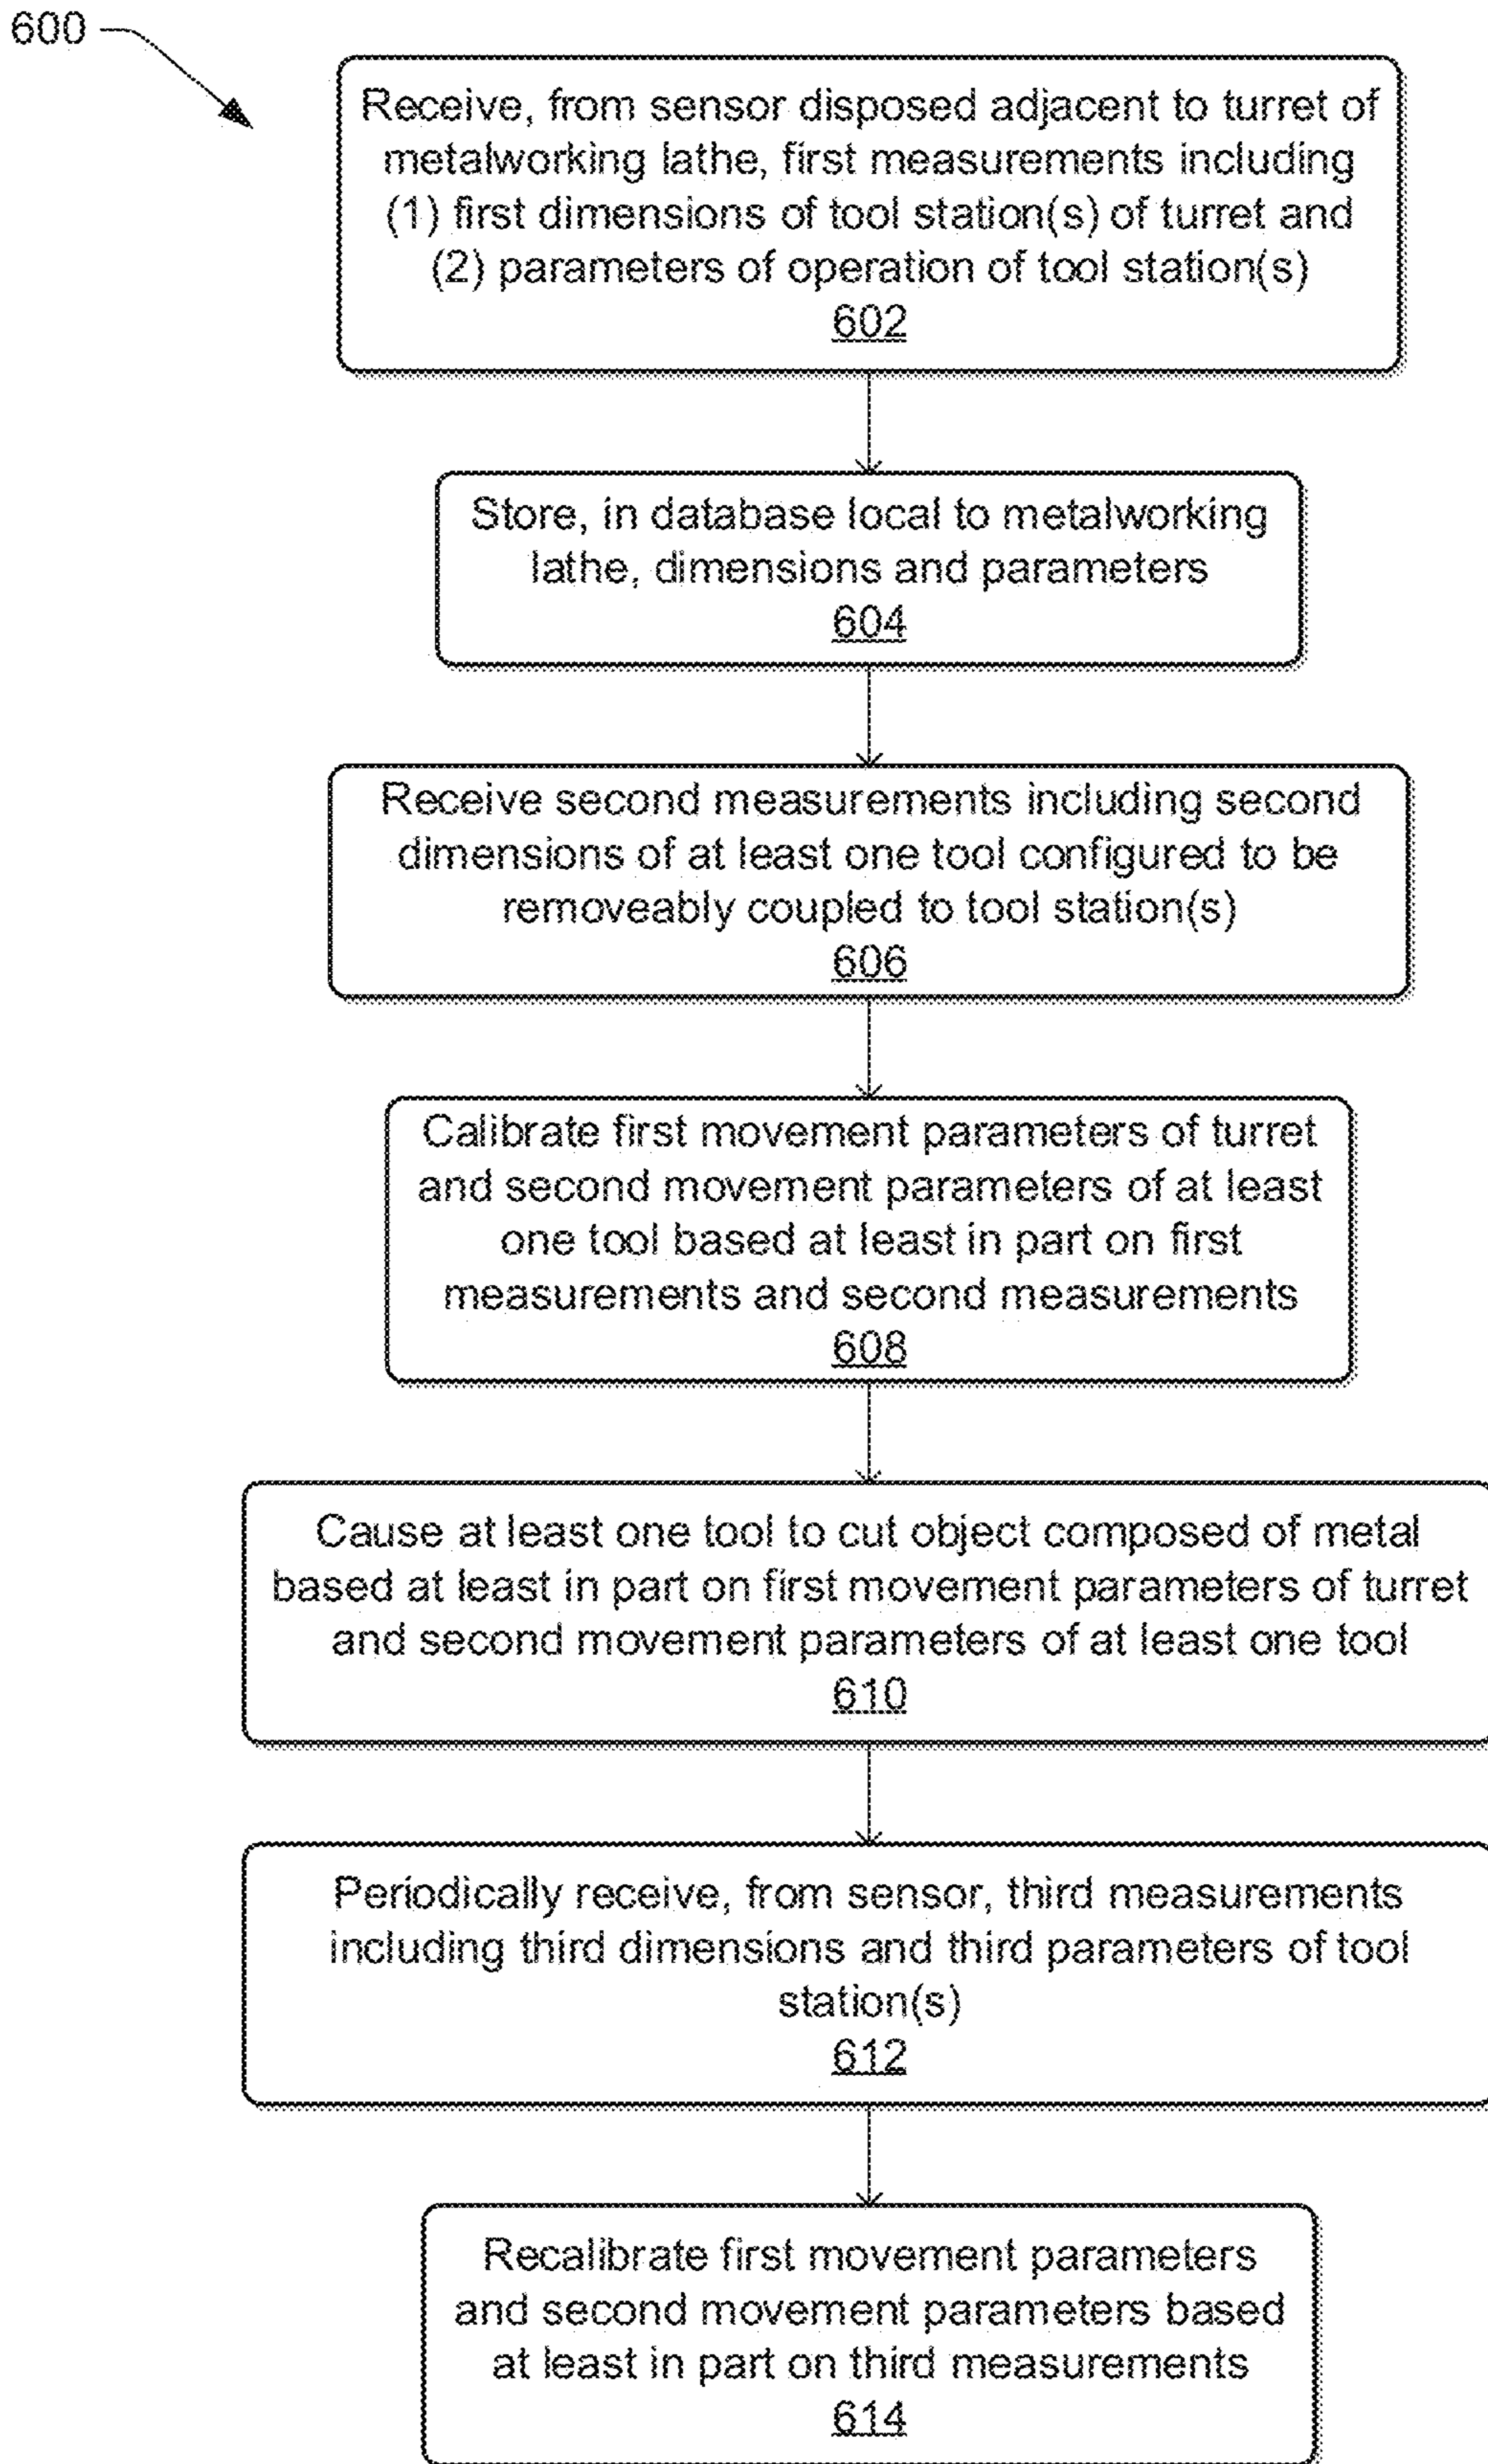 600
Receive, from sensor disposed adjacent to turret of
metalworking lathe, first measurements including
(1) first dimensions of tool station(s) of turret and
(2) parameters of operation of tool station(s)
602
Store, in database local to metalworking
lathe, dimensions and parameters
604
Receive second measurements including second
dimensions of at least one tool configured to be
removeably coupled to tool station(s)
606
Calibrate first movement parameters of turret
and second movement parameters of at least
one tool based at least in part on first
measurements and second measurements
608
Cause at least one tool to cut object composed of metal
based at least in part on first movement parameters of turret
and second movement parameters of at least one tool
610
Periodically receive, from sensor, third measurements
including third dimensions and third parameters of tool
station(s)
612
Recalibrate first movement parameters
and second movement parameters based
at least in part on third measurements
614